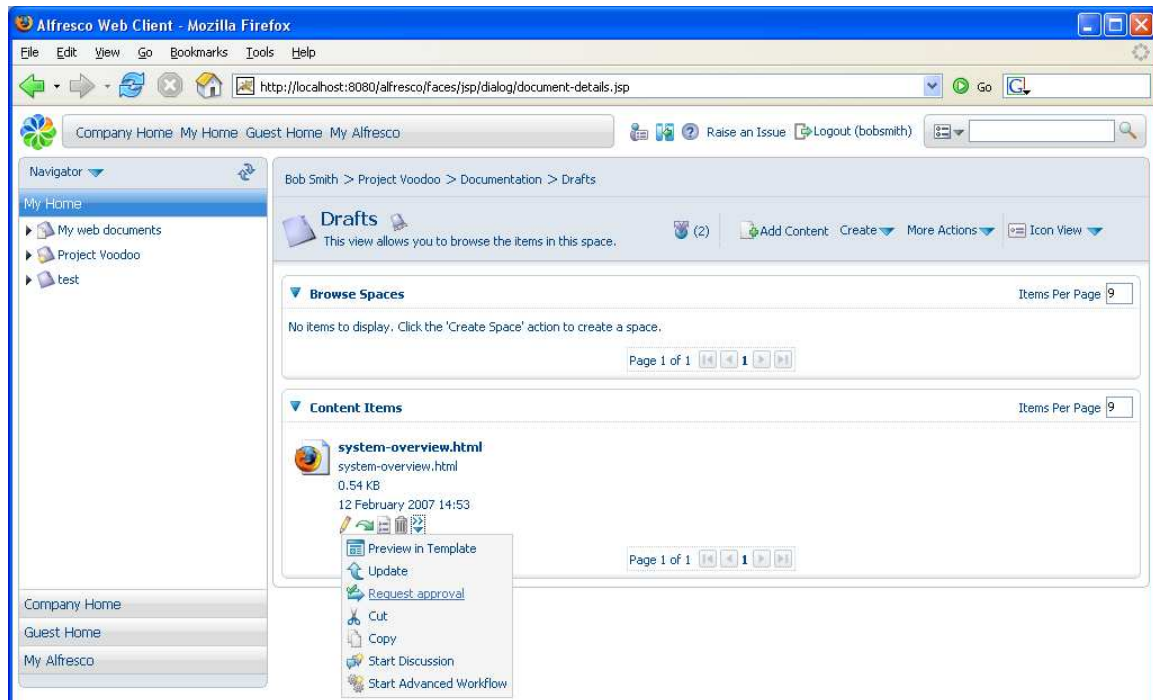 Alfresco Web Client - Mozilla Firefox
File Edit View Go Bookmarks Tools Help
http://localhost:8080/alfresco/faces/jsp/dialog/document-details.jsp Go G
Company Home My Home Guest Home My Alfresco Raise an Issue Logout (bobsmith)
Navigator
My Home
My web documents
Project Voodoo
test
Company Home
Guest Home
My Alfresco
Bob Smith > Project Voodoo > Documentation > Drafts
Drafts
This view allows you to browse the items in this space.
(2) Add Content Create More Actions Icon View
Browse Spaces Items Per Page 9
No items to display. Click the 'Create Space' action to create a space.
Page 1 of 1 1
Content Items Items Per Page 9
system-overview.html
system-overview.html
0.54 KB
12 February 2007 14:53
Preview in Template
Update
Request approval
Cut
Copy
Start Discussion
Start Advanced Workflow
Page 1 of 1 1